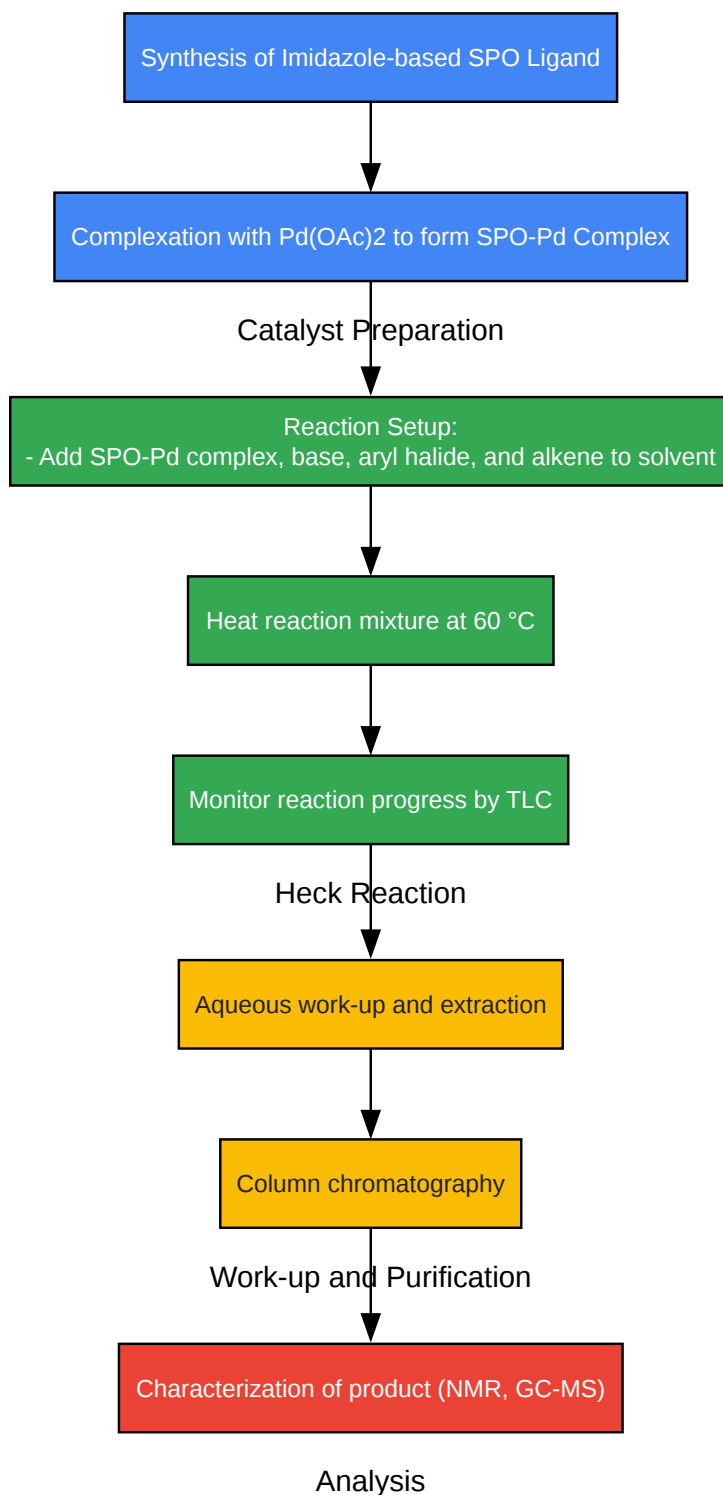 Synthesis of Imidazole-based SPO Ligand
Complexation with Pd(OAc)2 to form SPO-Pd Complex
Catalyst Preparation
Reaction Setup:
- Add SPO-Pd complex, base, aryl halide, and alkene to solvent
Heat reaction mixture at 60 °C
Monitor reaction progress by TLC
Heck Reaction
Aqueous work-up and extraction
Column chromatography
Work-up and Purification
Characterization of product (NMR, GC-MS)
Analysis